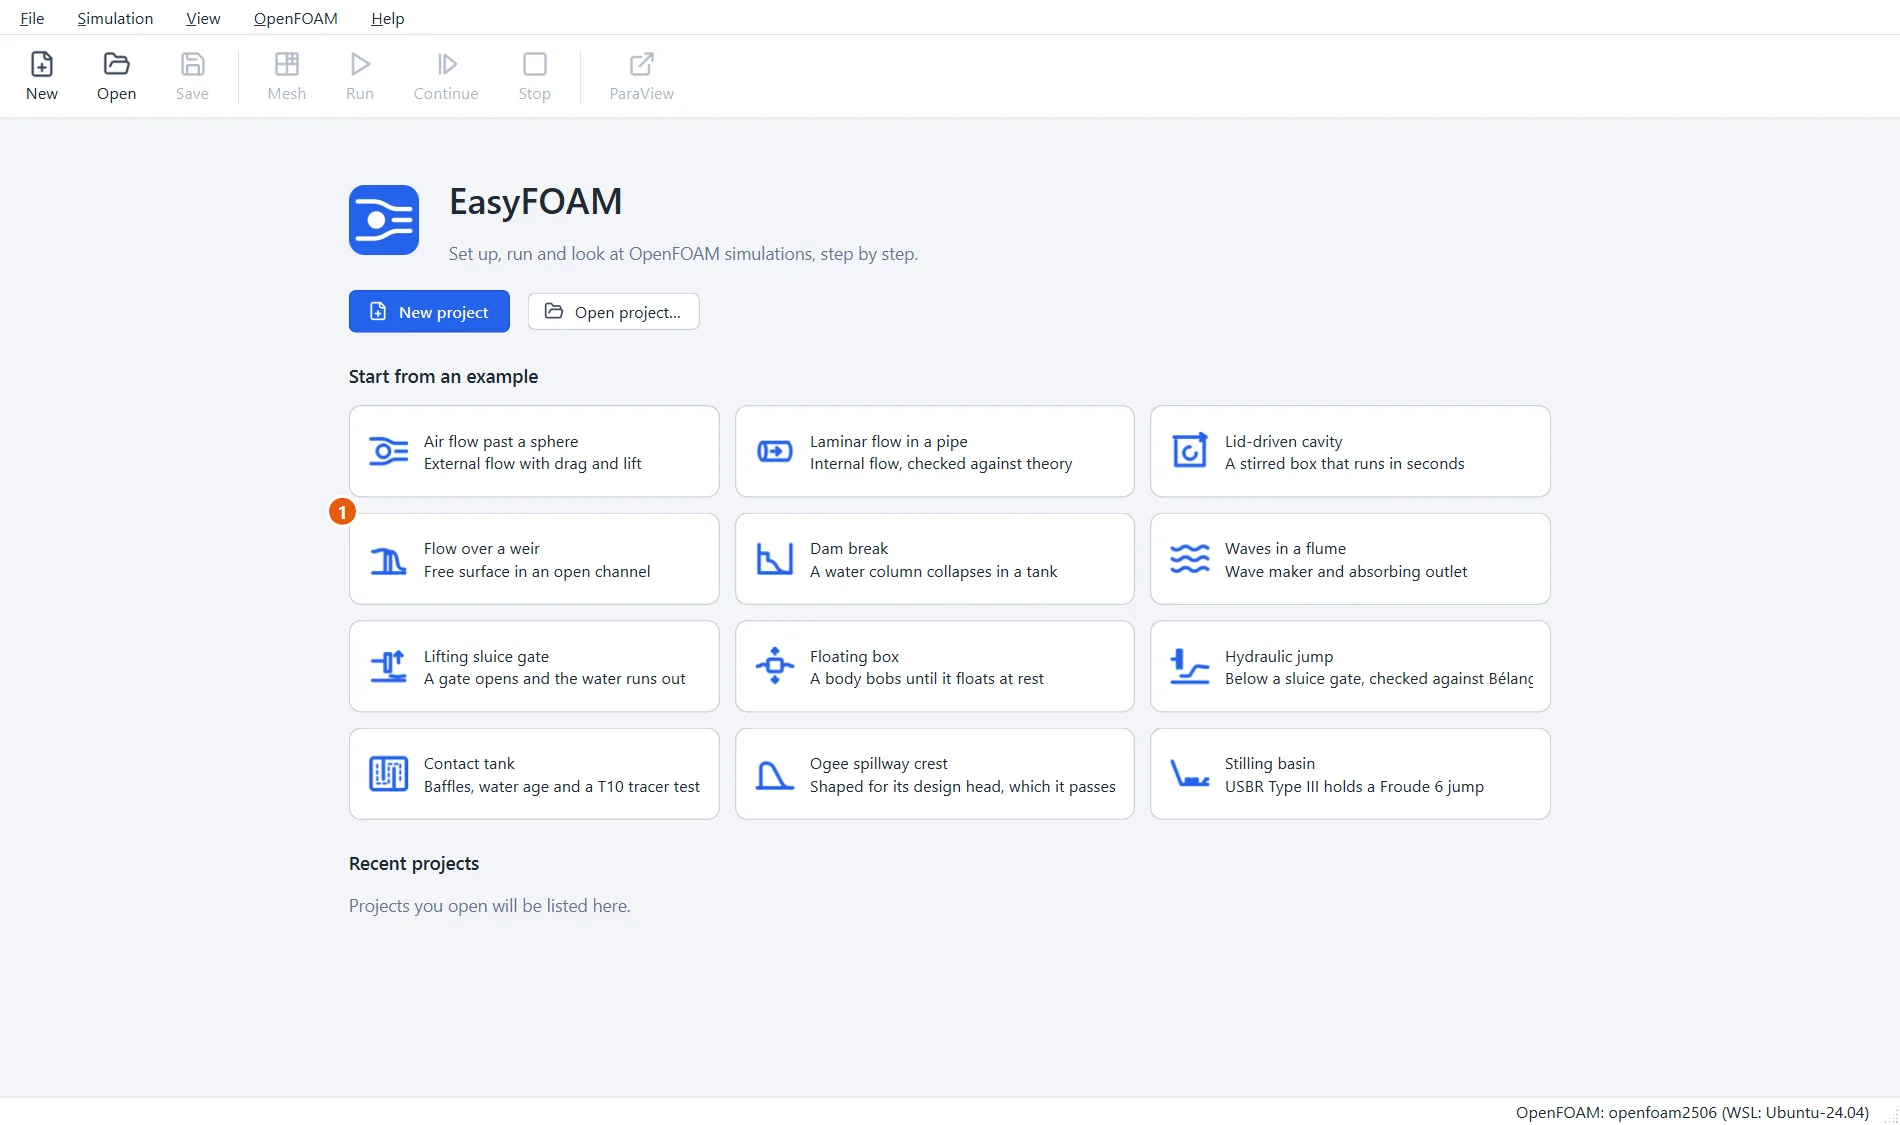 File Simulation View OpenFOAM Help
New Open Save Mesh Run Continue Stop ParaView
EasyFOAM
Set up, run and look at OpenFOAM simulations, step by step.
New project Open project...
Start from an example
Air flow past a sphere
External flow with drag and lift
Laminar flow in a pipe
Internal flow, checked against theory
Lid-driven cavity
A stirred box that runs in seconds
1
Flow over a weir
Free surface in an open channel
Dam break
A water column collapses in a tank
Waves in a flume
Wave maker and absorbing outlet
Lifting sluice gate
A gate opens and the water runs out
Floating box
A body bobs until it floats at rest
Hydraulic jump
Below a sluice gate, checked against Bélang
Contact tank
Baffles, water age and a T10 tracer test
Ogee spillway crest
Shaped for its design head, which it passes
Stilling basin
USBR Type III holds a Froude 6 jump
Recent projects
Projects you open will be listed here.
OpenFOAM: openfoam2506 (WSL: Ubuntu-24.04)